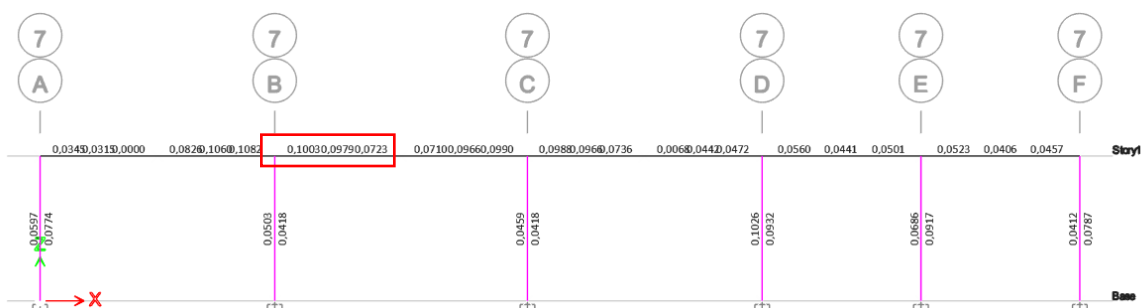 7 7 7 7 7 7
A B C D E F
0,0345 0,0315 0,0000 0,0826 0,1060 0,1082 0,1003 0,0979 0,0723 0,0710 0,0966 0,0990 0,0988 0,0966 0,0736 0,0068 0,0442 0,0472 0,0560 0,0441 0,0501 0,0523 0,0406 0,0457 Story1
0,0597 0,0774 0,0503 0,0418 0,0459 0,0418 0,1026 0,0932 0,0686 0,0917 0,0412 0,0787
X Base